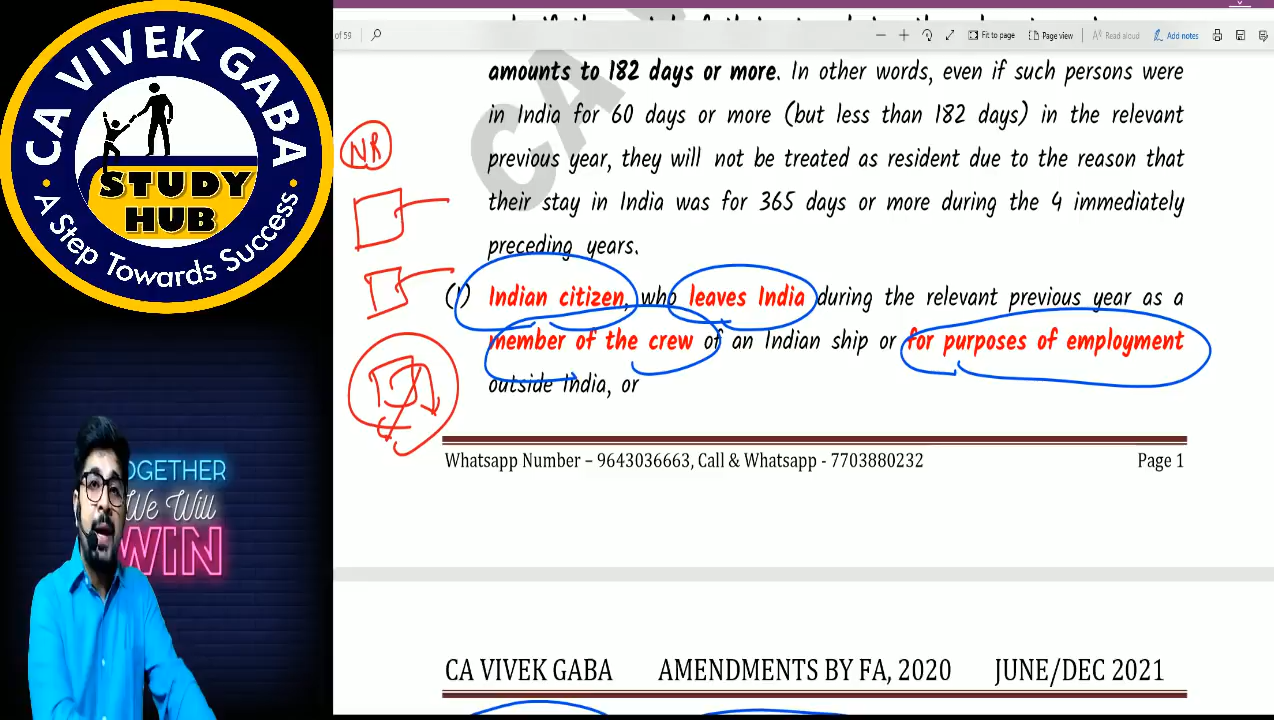 CA VIVEK GABA
STUDY
HUB
• A Step Towards Success •
TOGETHER
We Will
WIN
of 59
Fit to page
Page view
Read aloud
Add notes
amounts to 182 days or more. In other words, even if such persons were
in India for 60 days or more (but less than 182 days) in the relevant
previous year, they will not be treated as resident due to the reason that
their stay in India was for 365 days or more during the 4 immediately
preceding years.
NR
(1) Indian citizen, who leaves India during the relevant previous year as a
member of the crew of an Indian ship or for purposes of employment
outside India, or
Whatsapp Number – 9643036663, Call & Whatsapp - 7703880232 Page 1
CA VIVEK GABA AMENDMENTS BY FA, 2020 JUNE/DEC 2021